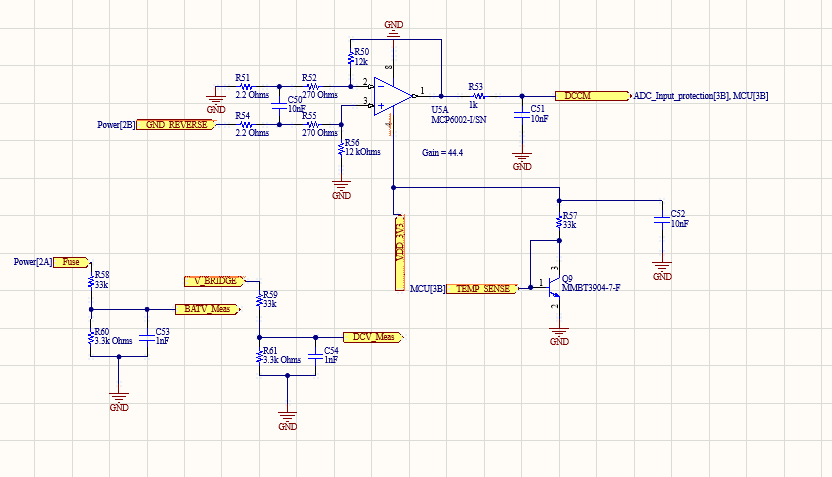 GND
R50
12k
8
R51
2.2 Ohms
R52
270 Ohms
GND
C50
10nF
2
3
1
4
U5A
MCP6002-I/SN
R53
1k
DCCM
ADC_Input_protection[3B], MCU[3B]
C51
10nF
GND
Power[2B]
GND_REVERSE
R54
2.2 Ohms
R55
270 Ohms
R56
12 kOhms
GND
Gain = 44.4
VDD_3V3
R57
33k
C52
10nF
GND
MCU[3B]
TEMP_SENSE
3
1
2
Q9
MMBT3904-7-F
GND
Power[2A]
Fuse
R58
33k
BATV_Meas
R60
3.3k Ohms
C53
1nF
GND
V_BRIDGE
R59
33k
DCV_Meas
R61
3.3k Ohms
C54
1nF
GND